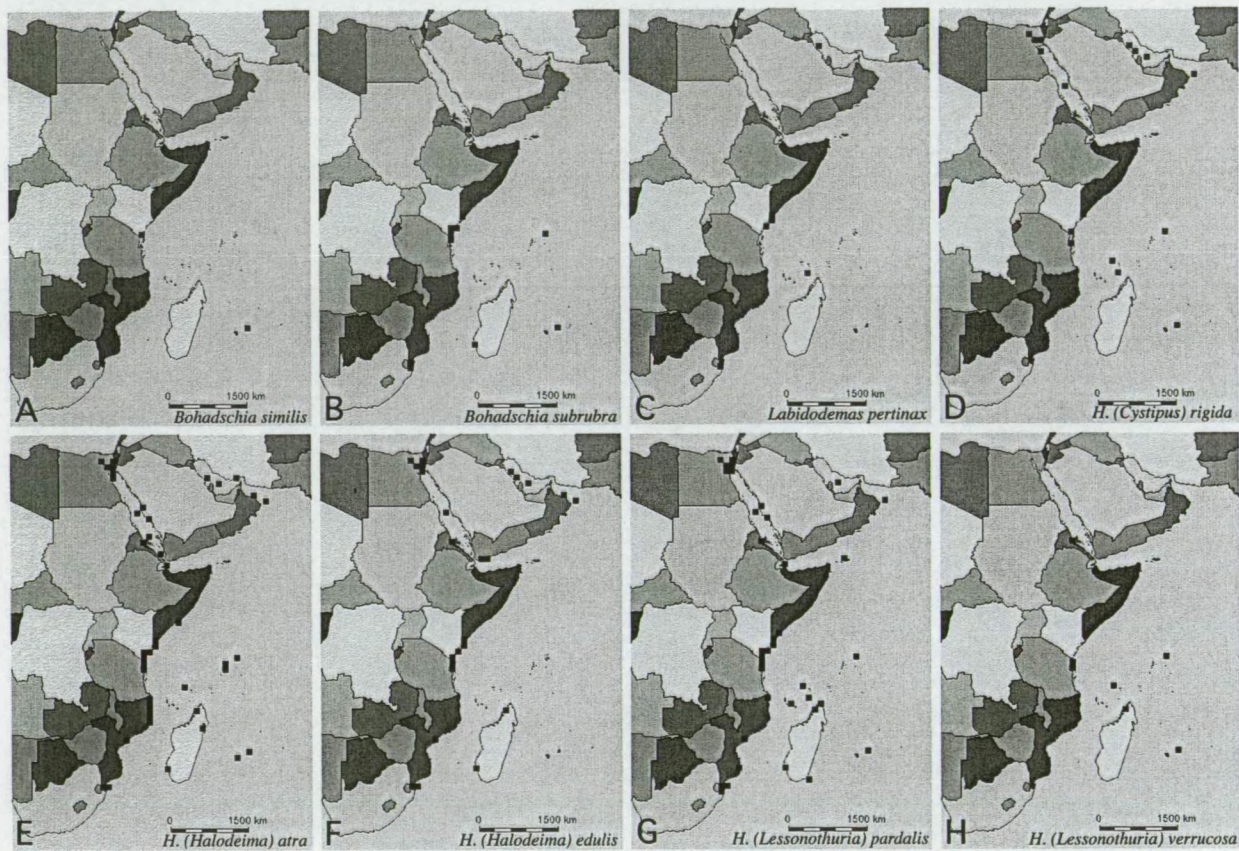 0 1500 km
A Bohadschia similis
0 1500 km
B Bohadschia subrubra
0 1500 km
C Labidodemas pertinax
0 1500 km
D H. (Cystipus) rigida
0 1500 km
E H. (Halodeima) atra
0 1500 km
F H. (Halodeima) edulis
0 1500 km
G H. (Lessonothuria) pardalis
0 1500 km
H H. (Lessonothuria) verrucosa